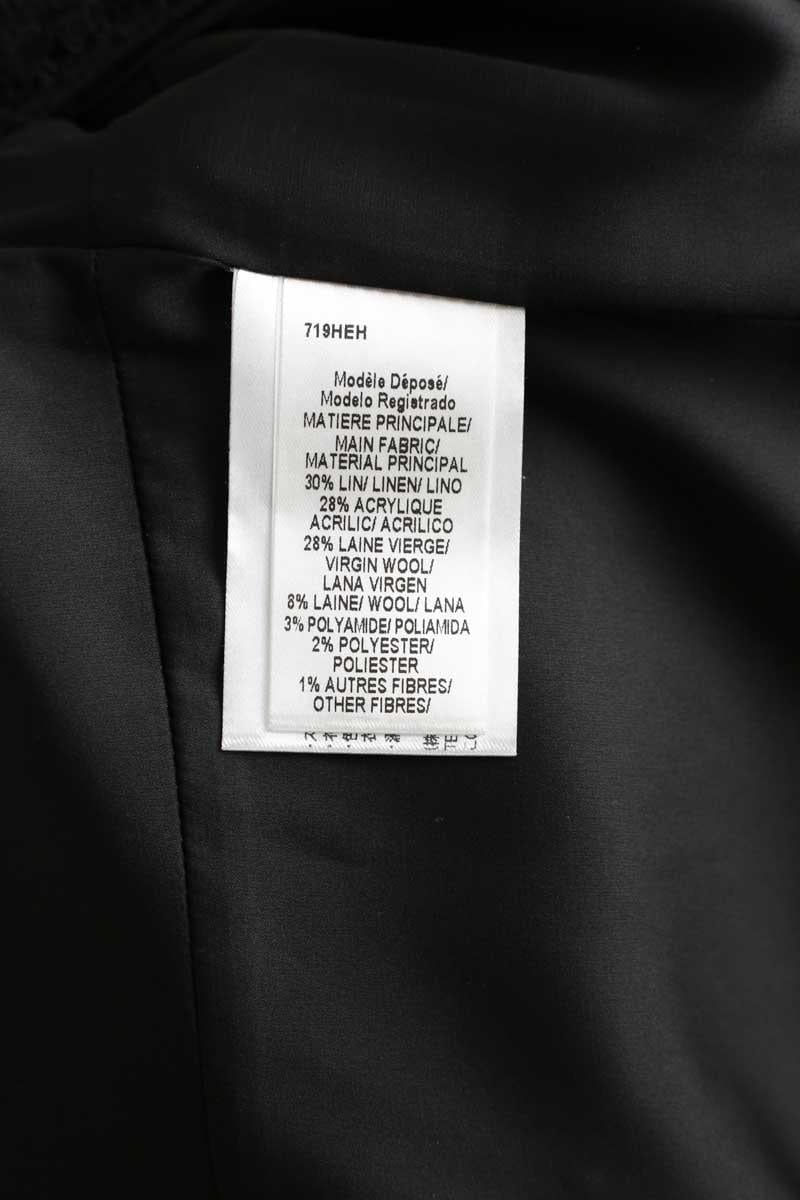 719HEH
Modèle Déposé/
Modelo Registrado
MATIERE PRINCIPALE/
MAIN FABRIC/
MATERIAL PRINCIPAL
30% LIN/ LINEN/ LINO
28% ACRYLIQUE
ACRILIC/ ACRILICO
28% LAINE VIERGE/
VIRGIN WOOL/
LANA VIRGEN
8% LAINE/ WOOL/ LANA
3% POLYAMIDE/ POLIAMIDA
2% POLYESTER/
POLIESTER
1% AUTRES FIBRES/
OTHER FIBRES/